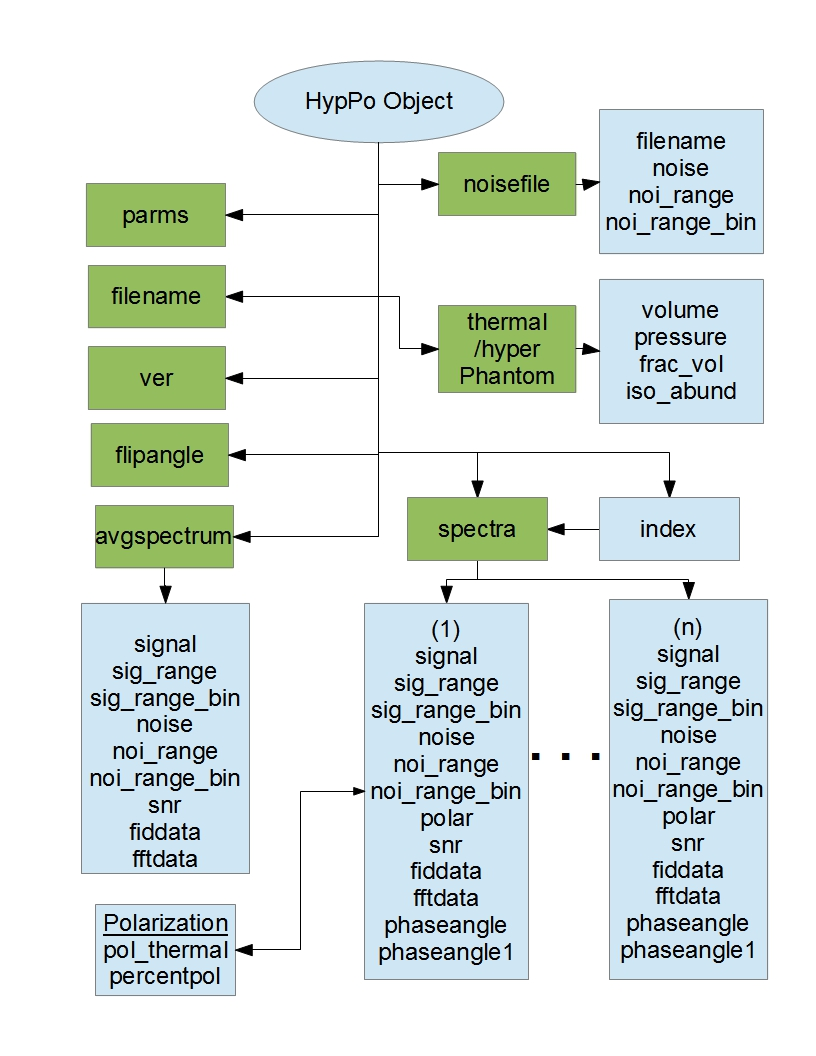 HypPo Object
noisefile
filename
noise
noi_range
noi_range_bin
parms
filename
ver
flipangle
avgspectrum
thermal
/hyper
Phantom
volume
pressure
frac_vol
iso_abund
spectra
index
signal
sig_range
sig_range_bin
noise
noi_range
noi_range_bin
snr
fiddata
fftdata
(1)
signal
sig_range
sig_range_bin
noise
noi_range
noi_range_bin
polar
snr
fiddata
fftdata
phaseangle
phaseangle1
. . .
(n)
signal
sig_range
sig_range_bin
noise
noi_range
noi_range_bin
polar
snr
fiddata
fftdata
phaseangle
phaseangle1
Polarization
pol_thermal
percentpol